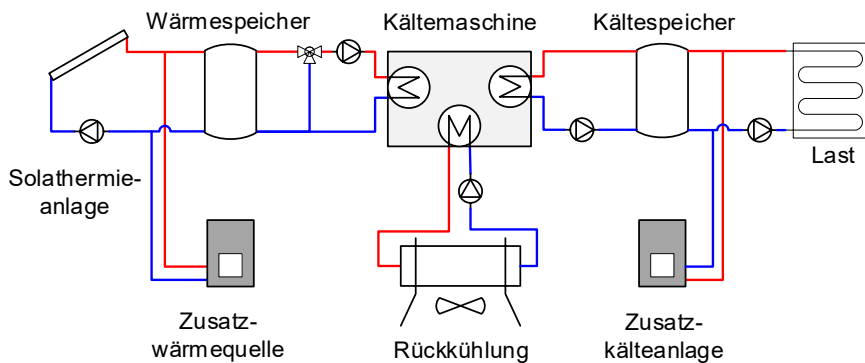 Wärmespeicher
Kältemaschine
Kältespeicher
Solathermie-
anlage
Last
Zusatz-
wärmequelle
Rückkühlung
Zusatz-
kälteanlage